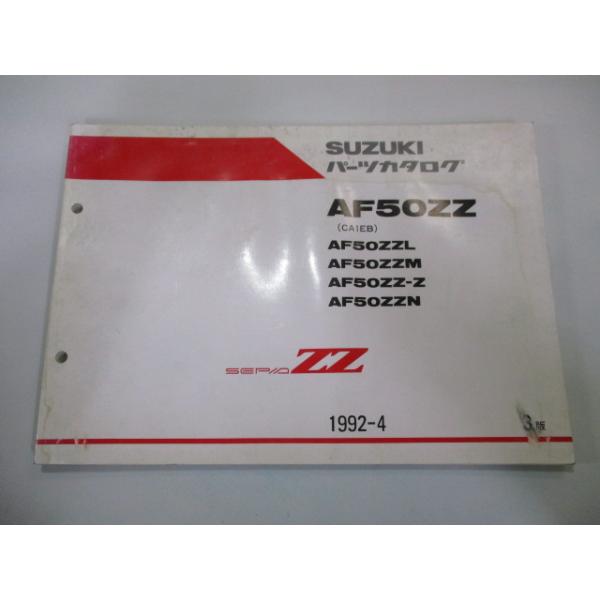 SUZUKI
パーツカタログ
AF50ZZ
(CA1EB)
AF50ZZL
AF50ZZM
AF50ZZ-Z
AF50ZZN
SEPIA ZZ
1992-4
3版